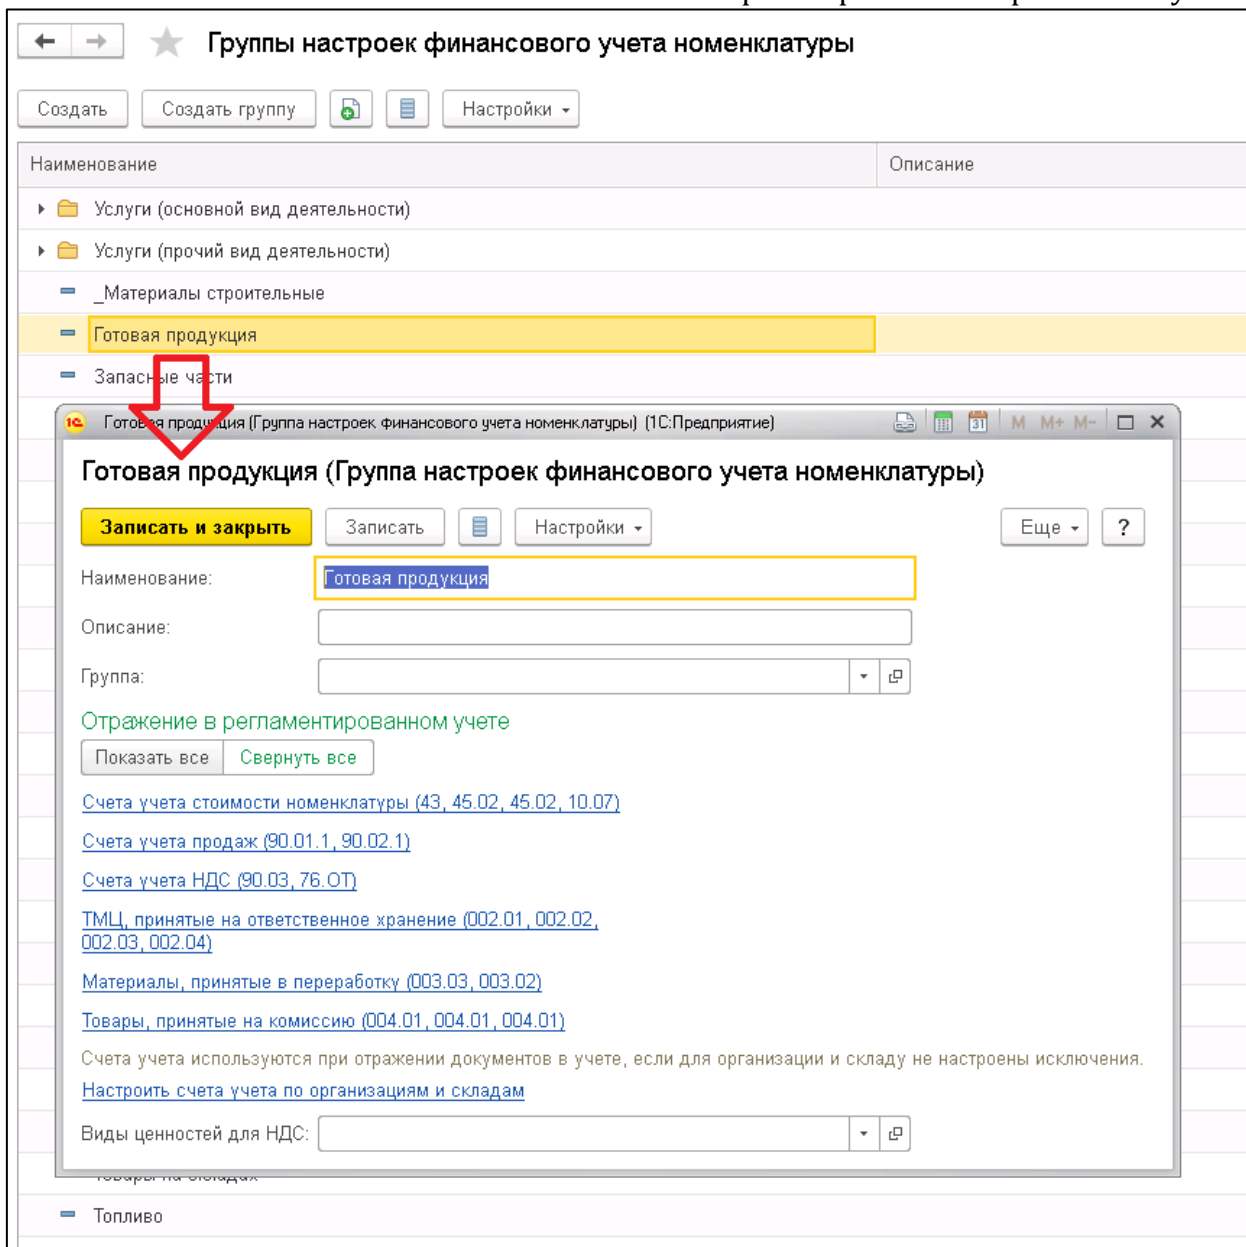 Группы настроек финансового учета номенклатуры
Создать Создать группу Настройки
Наименование Описание
Услуги (основной вид деятельности)
Услуги (прочий вид деятельности)
_Материалы строительные
Готовая продукция
Запасные части
1С Готовая продукция (Группа настроек финансового учета номенклатуры) (1С:Предприятие) 31 M M+ M-
Готовая продукция (Группа настроек финансового учета номенклатуры)
Записать и закрыть Записать Настройки Еще ?
Наименование: Готовая продукция
Описание:
Группа:
Отражение в регламентированном учете
Показать все Свернуть все
Счета учета стоимости номенклатуры (43, 45.02, 45.02, 10.07)
Счета учета продаж (90.01.1, 90.02.1)
Счета учета НДС (90.03, 76.ОТ)
ТМЦ, принятые на ответственное хранение (002.01, 002.02,
002.03, 002.04)
Материалы, принятые в переработку (003.03, 003.02)
Товары, принятые на комиссию (004.01, 004.01, 004.01)
Счета учета используются при отражении документов в учете, если для организации и складу не настроены исключения.
Настроить счета учета по организациям и складам
Виды ценностей для НДС:
Товары на складах
Топливо